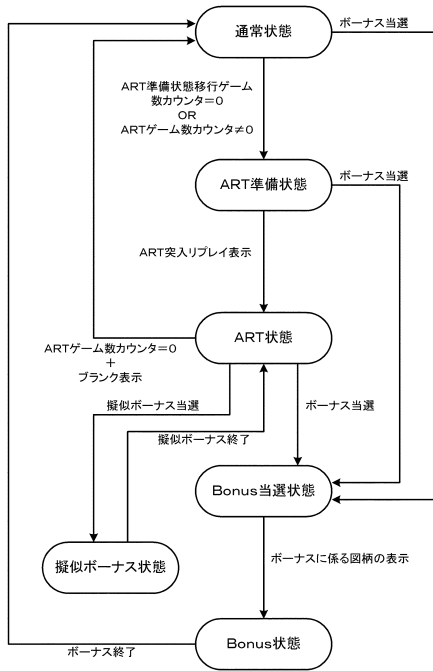 通常状態
ボーナス当選
ART準備状態移行ゲーム
数カウンタ=0
OR
ARTゲーム数カウンタ≠0
ART準備状態
ボーナス当選
ART突入リプレイ表示
ART状態
ARTゲーム数カウンタ=0
+
ブランク表示
擬似ボーナス当選
ボーナス当選
擬似ボーナス終了
Bonus当選状態
擬似ボーナス状態
ボーナスに係る図柄の表示
Bonus状態
ボーナス終了